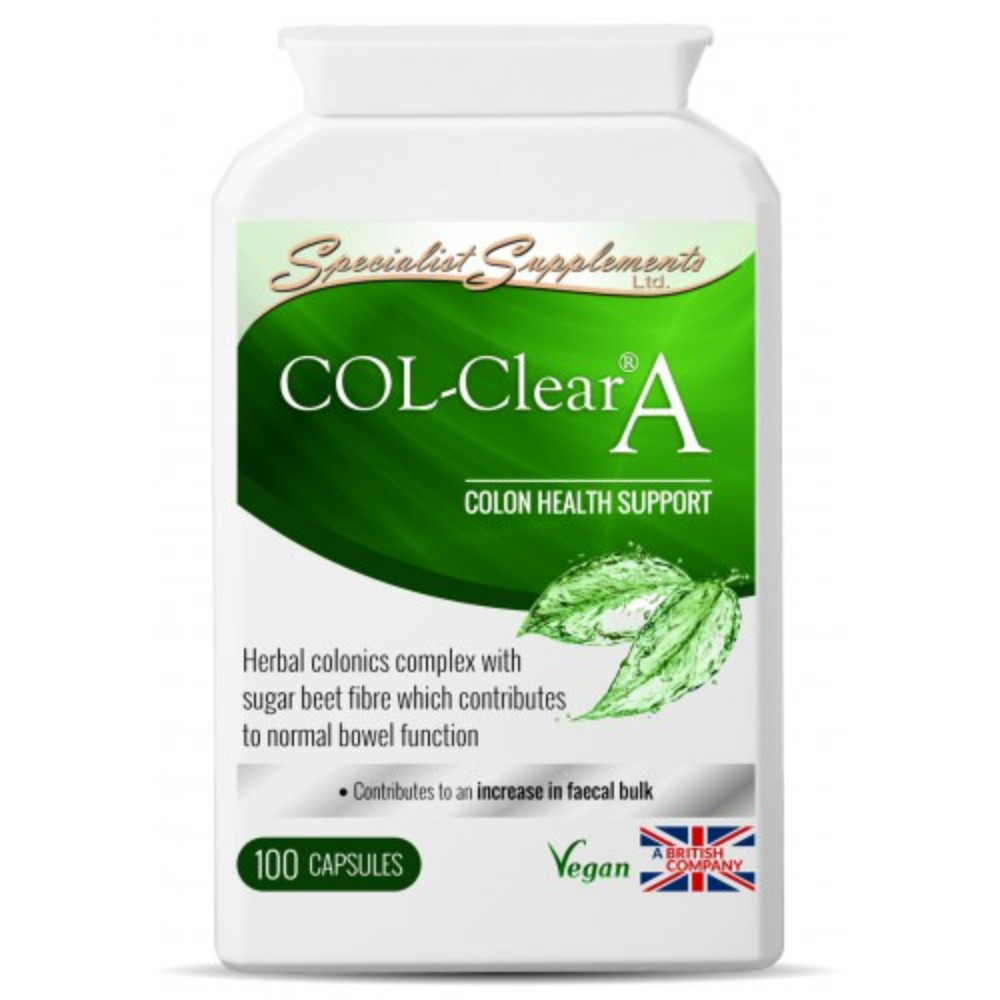 Specialist Supplements
Ltd.
COL-Clear® A
COLON HEALTH SUPPORT
Herbal colonics complex with
sugar beet fibre which contributes
to normal bowel function
• Contributes to an increase in faecal bulk
100 CAPSULES
Vegan
A BRITISH
COMPANY